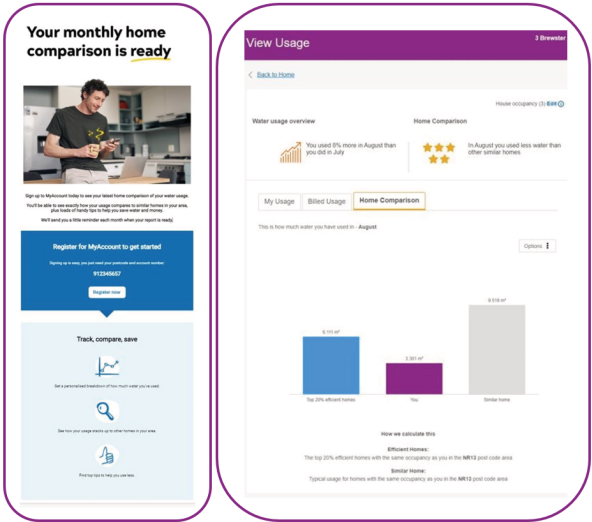 Your monthly home
comparison is ready
Sign up to MyAccount today to see your latest home comparison of your water usage.
You'll be able to see exactly how your usage compares to similar homes in your area,
plus loads of handy tips to help you save water and money.
We'll send you a little reminder each month when your report is ready
Register for MyAccount to get started
Signing up is easy, you just need your postcode and account number.
912345657
Register now
Track, compare, save
Get a personalised breakdown of how much water you've used.
See how your usage stacks up to other homes in your area.
Find top tips to help you use less.
View Usage
3 Brewster
Back to Home
House occupancy (3) Edit
Water usage overview
Home Comparison
You used 8% more in August than
you did in July
In August you used less water than
other similar homes
My Usage
Billed Usage
Home Comparison
This is how much water you have used in - August
Options
Top 20% efficient homes
You
Similar home
How we calculate this
Efficient Homes:
The top 20% efficient homes with the same occupancy as you in the NR13 post code area
Similar Home:
Typical usage for homes with the same occupancy as you in the NR13 post code area